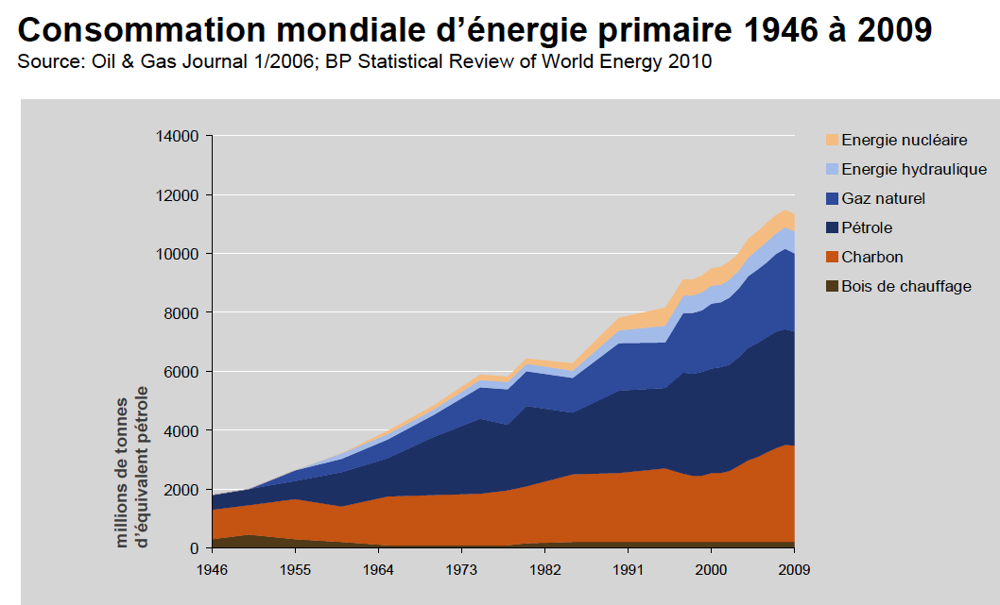 Consommation mondiale d’énergie primaire 1946 à 2009
Source: Oil & Gas Journal 1/2006; BP Statistical Review of World Energy 2010
14000
12000
10000
8000
6000
4000
2000
0
millions de tonnes
d’équivalent pétrole
1946 1955 1964 1973 1982 1991 2000 2009
Energie nucléaire
Energie hydraulique
Gaz naturel
Pétrole
Charbon
Bois de chauffage